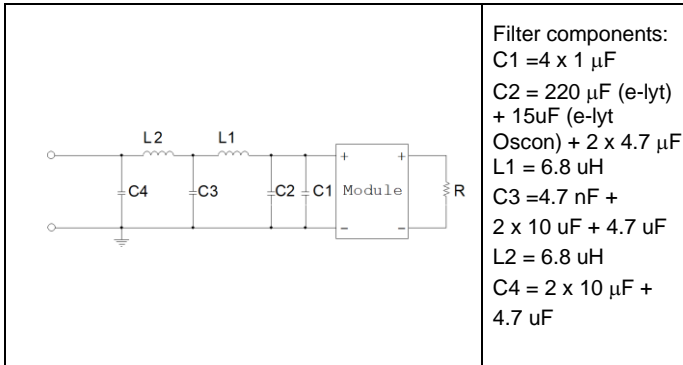 L2
L1
C4
C3
C2
C1
+
+
Module
R
–
–
Filter components:
C1 =4 x 1 μF
C2 = 220 μF (e-lyt)
+ 15uF (e-lyt
Oscon) + 2 x 4.7 μF
L1 = 6.8 uH
C3 =4.7 nF +
2 x 10 uF + 4.7 uF
L2 = 6.8 uH
C4 = 2 x 10 μF +
4.7 uF